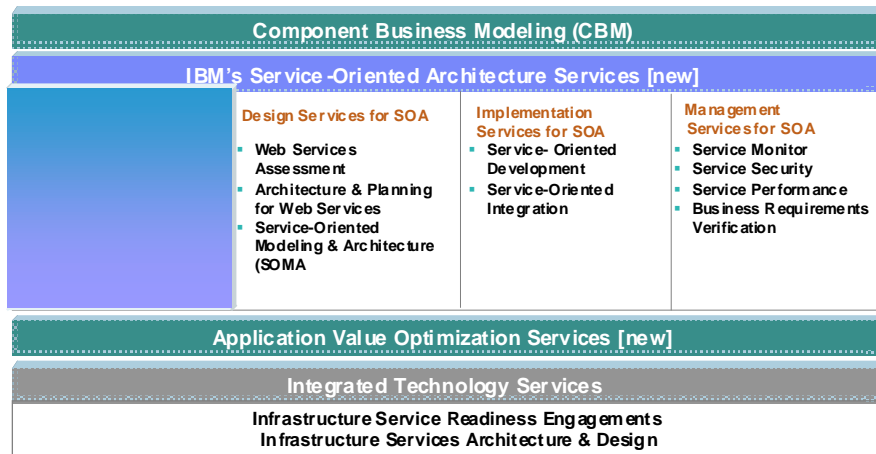 Component Business Modeling (CBM)
IBM's Service-Oriented Architecture Services [new]
Design Services for SOA
Web Services
Assessment
Architecture & Planning
for Web Services
Service-Oriented
Modeling & Architecture
(SOMA
Implementation
Services for SOA
Service- Oriented
Development
Service-Oriented
Integration
Management
Services for SOA
Service Monitor
Service Security
Service Performance
Business Requirements
Verification
Application Value Optimization Services [new]
Integrated Technology Services
Infrastructure Service Readiness Engagements
Infrastructure Services Architecture & Design